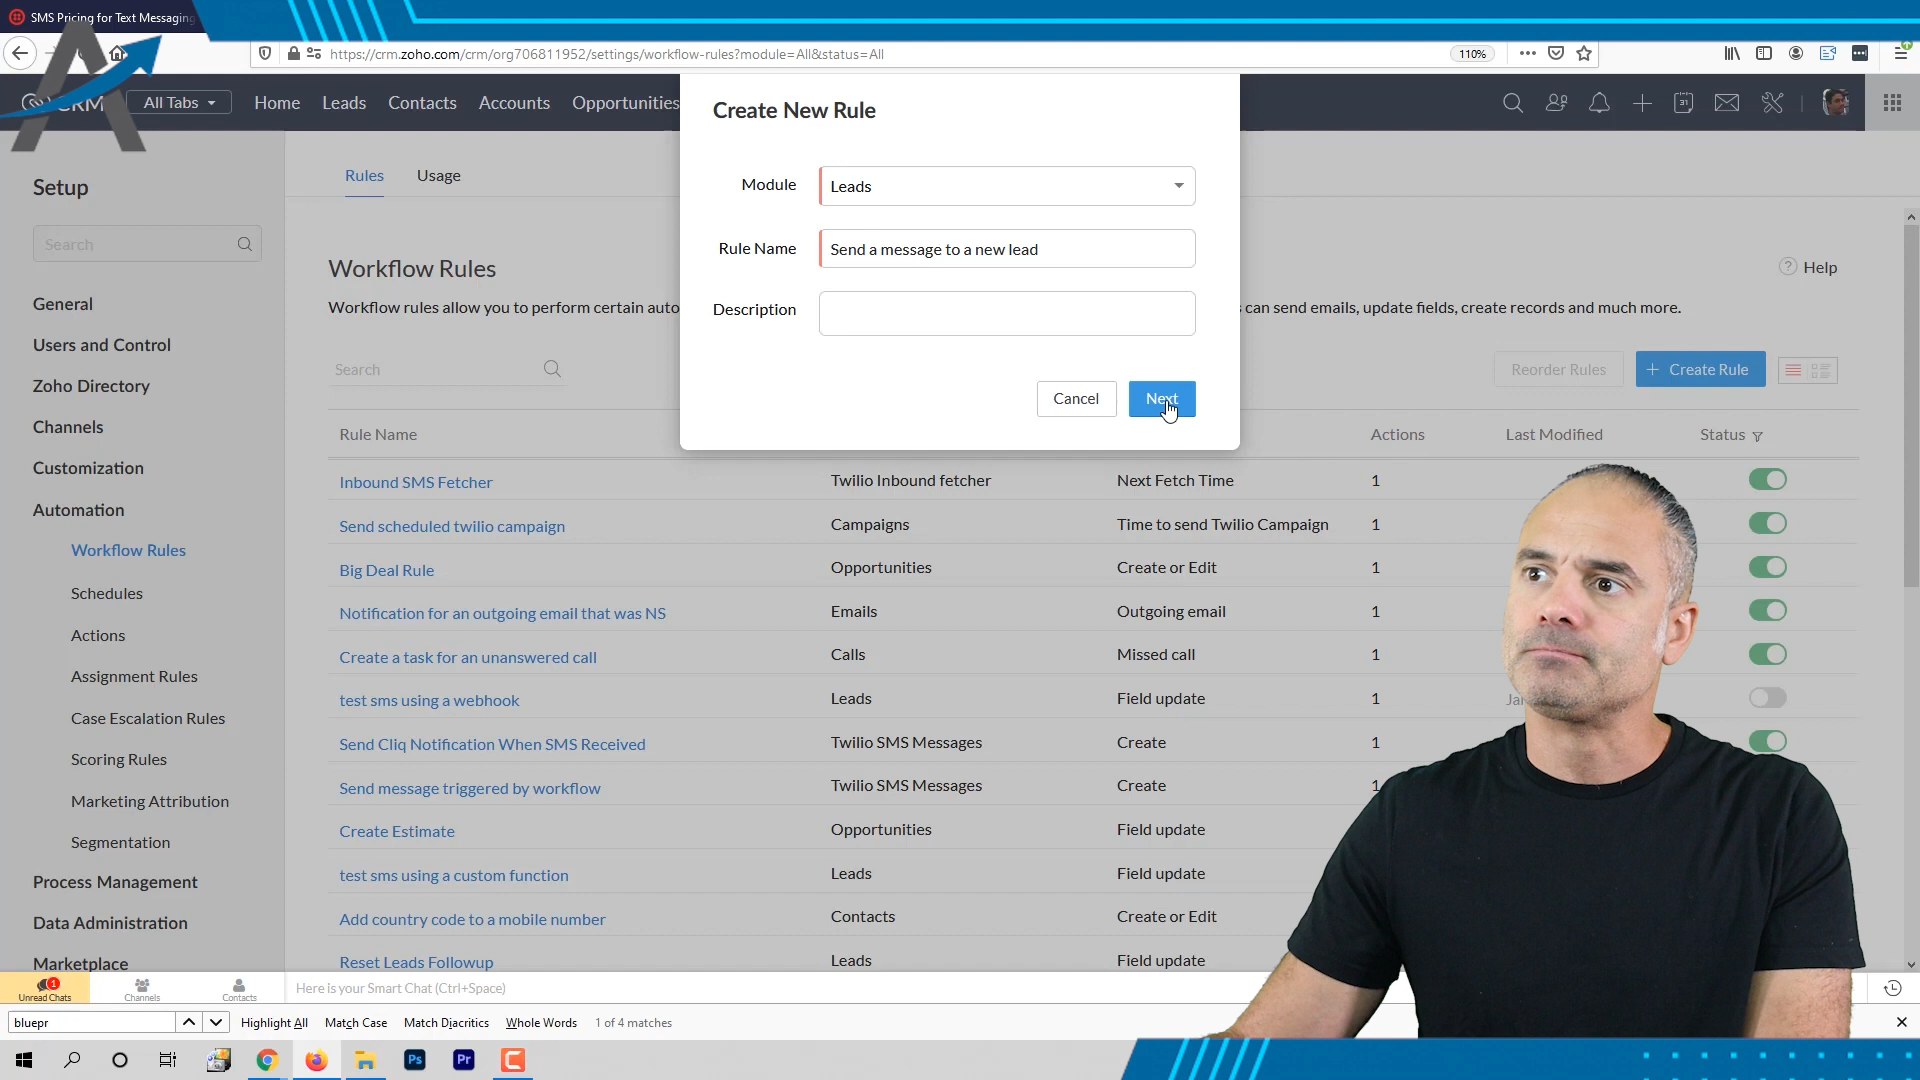 SMS Pricing for Text Messaging
https://crm.zoho.com/crm/org706811952/settings/workflow-rules?module=All&status=All
110%
CRM
All Tabs
Home
Leads
Contacts
Accounts
Opportunities
31
Setup
Search
General
Users and Control
Zoho Directory
Channels
Customization
Automation
Workflow Rules
Schedules
Actions
Assignment Rules
Case Escalation Rules
Scoring Rules
Marketing Attribution
Segmentation
Process Management
Data Administration
Marketplace
Rules
Usage
Create New Rule
Module
Leads
Rule Name
Send a message to a new lead
Description
Cancel
Next
Workflow Rules
Help
Workflow rules allow you to perform certain auto
can send emails, update fields, create records and much more.
Search
Reorder Rules
+ Create Rule
Rule Name Actions Last Modified Status
Inbound SMS Fetcher Twilio Inbound fetcher Next Fetch Time 1
Send scheduled twilio campaign Campaigns Time to send Twilio Campaign 1
Big Deal Rule Opportunities Create or Edit 1
Notification for an outgoing email that was NS Emails Outgoing email 1
Create a task for an unanswered call Calls Missed call 1
test sms using a webhook Leads Field update 1
Send Cliq Notification When SMS Received Twilio SMS Messages Create 1
Send message triggered by workflow Twilio SMS Messages Create 1
Create Estimate Opportunities Field update
test sms using a custom function Leads Field update
Add country code to a mobile number Contacts Create or Edit
Reset Leads Followup Leads Field update
1
Unread Chats
Channels
Contacts
Here is your Smart Chat (Ctrl+Space)
bluepr
Highlight All
Match Case
Match Diacritics
Whole Words
1 of 4 matches
Ps
Pr